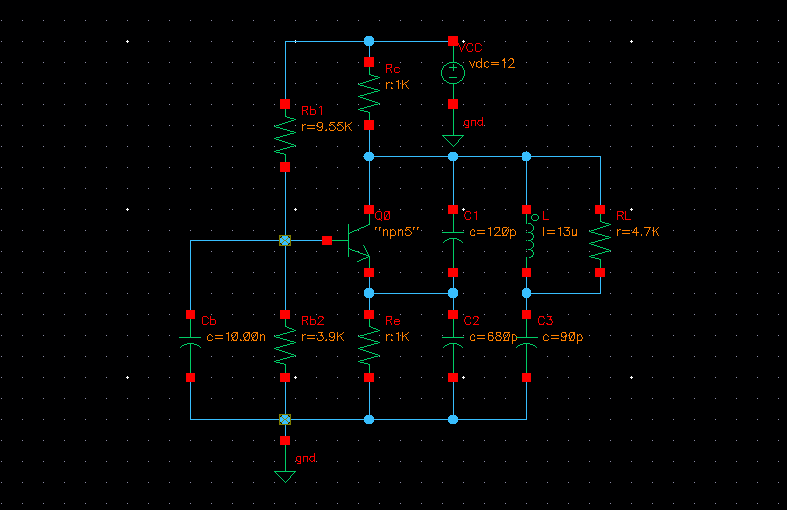 VCC
vdc=12
Rc
r:1K
Rb1
r=9.55K
gnd
Q0
"npn5"
C1
c=120p
L
l=13u
RL
r=4.7K
Cb
c=10.00n
Rb2
r=3.9K
Re
r:1K
C2
c=680p
C3
c=90p
gnd